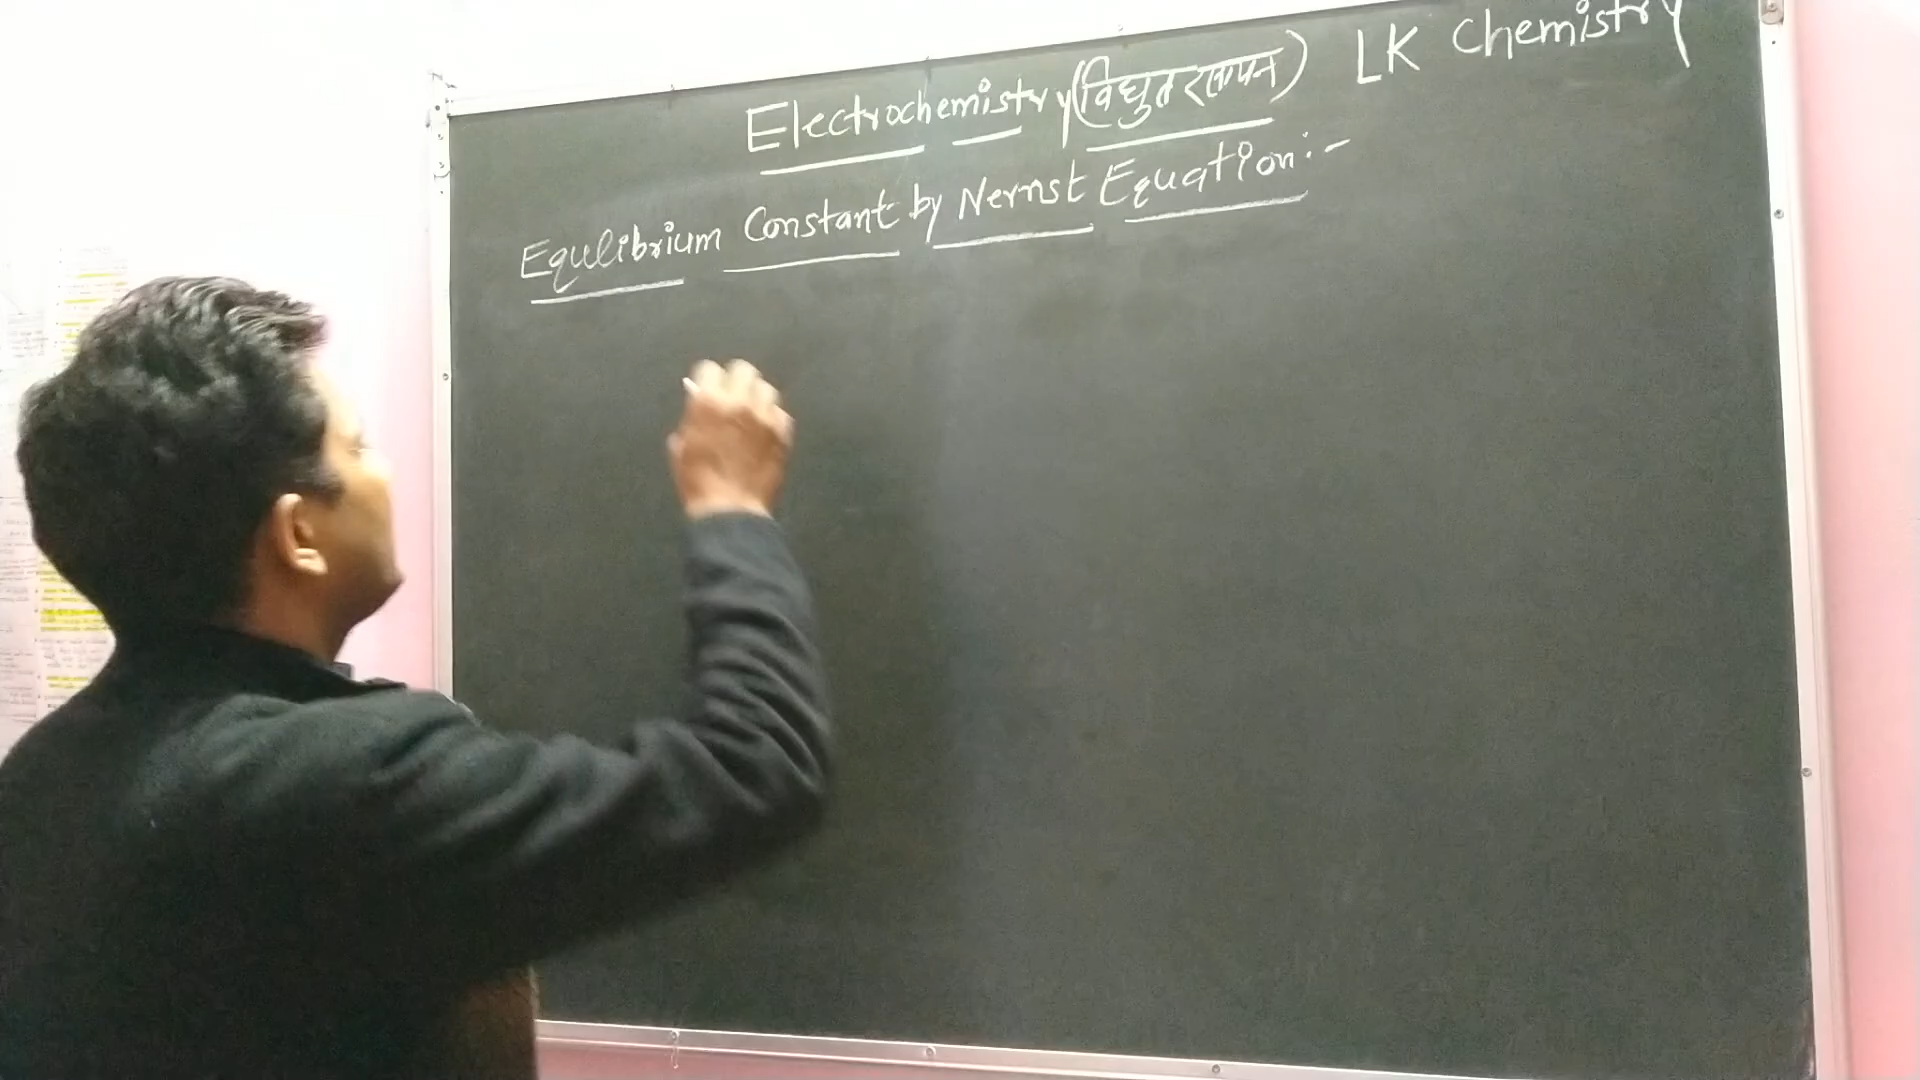 Electrochemistry (विधुत रसायन) LK Chemistry
Equlibrium Constant by Nernst Equation:-